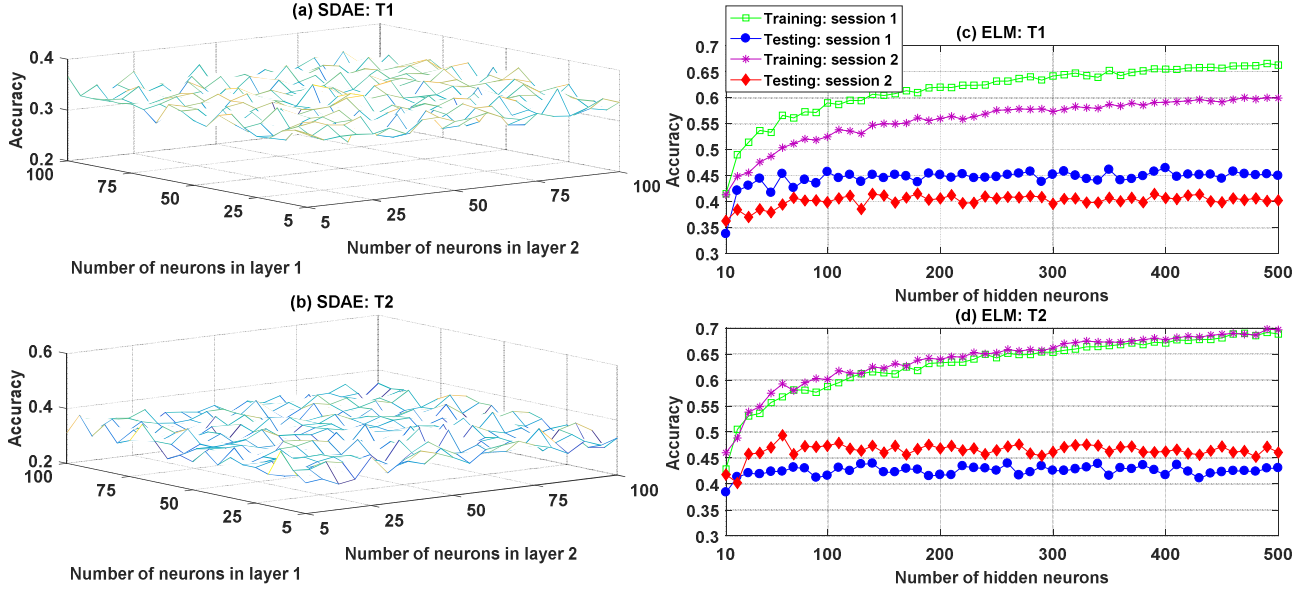 (a) SDAE: T1
0.4
0.3
0.2
Accuracy
100
75
50
25
5
5
25
50
75
100
Number of neurons in layer 1
Number of neurons in layer 2
(b) SDAE: T2
0.6
0.4
0.2
Accuracy
100
75
50
25
5
5
25
50
75
100
Number of neurons in layer 1
Number of neurons in layer 2
Training: session 1
Testing: session 1
Training: session 2
Testing: session 2
(c) ELM: T1
0.7
0.65
0.6
0.55
0.5
0.45
0.4
0.35
0.3
Accuracy
10 100 200 300 400 500
Number of hidden neurons
(d) ELM: T2
0.7
0.65
0.6
0.55
0.5
0.45
0.4
0.35
0.3
Accuracy
10 100 200 300 400 500
Number of hidden neurons